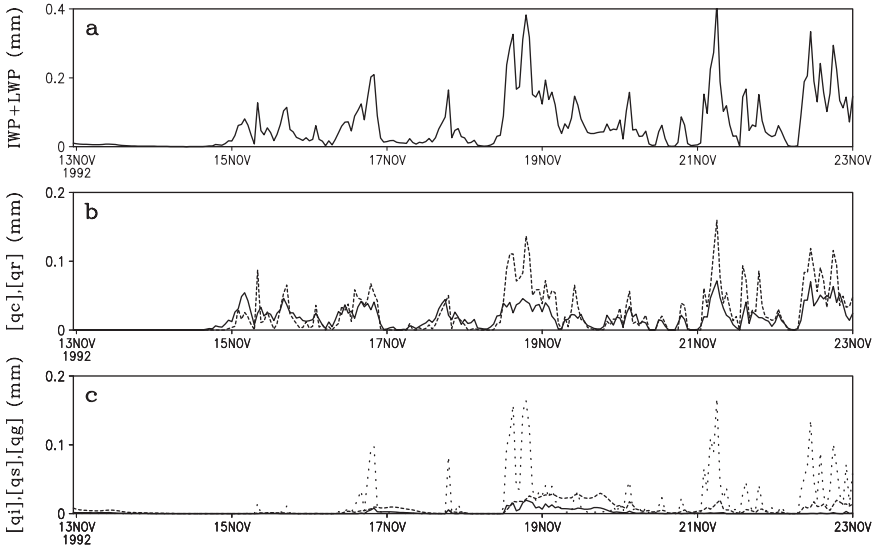 IWP+LWP (mm)
a
0.4
0.2
0
13NOV 15NOV 17NOV 19NOV 21NOV 23NOV
1992
[qc].[qr] (mm)
b
0.2
0.1
0
13NOV 15NOV 17NOV 19NOV 21NOV 23NOV
1992
[qi].[qs].[qg] (mm)
c
0.2
0.1
0
13NOV 15NOV 17NOV 19NOV 21NOV 23NOV
1992